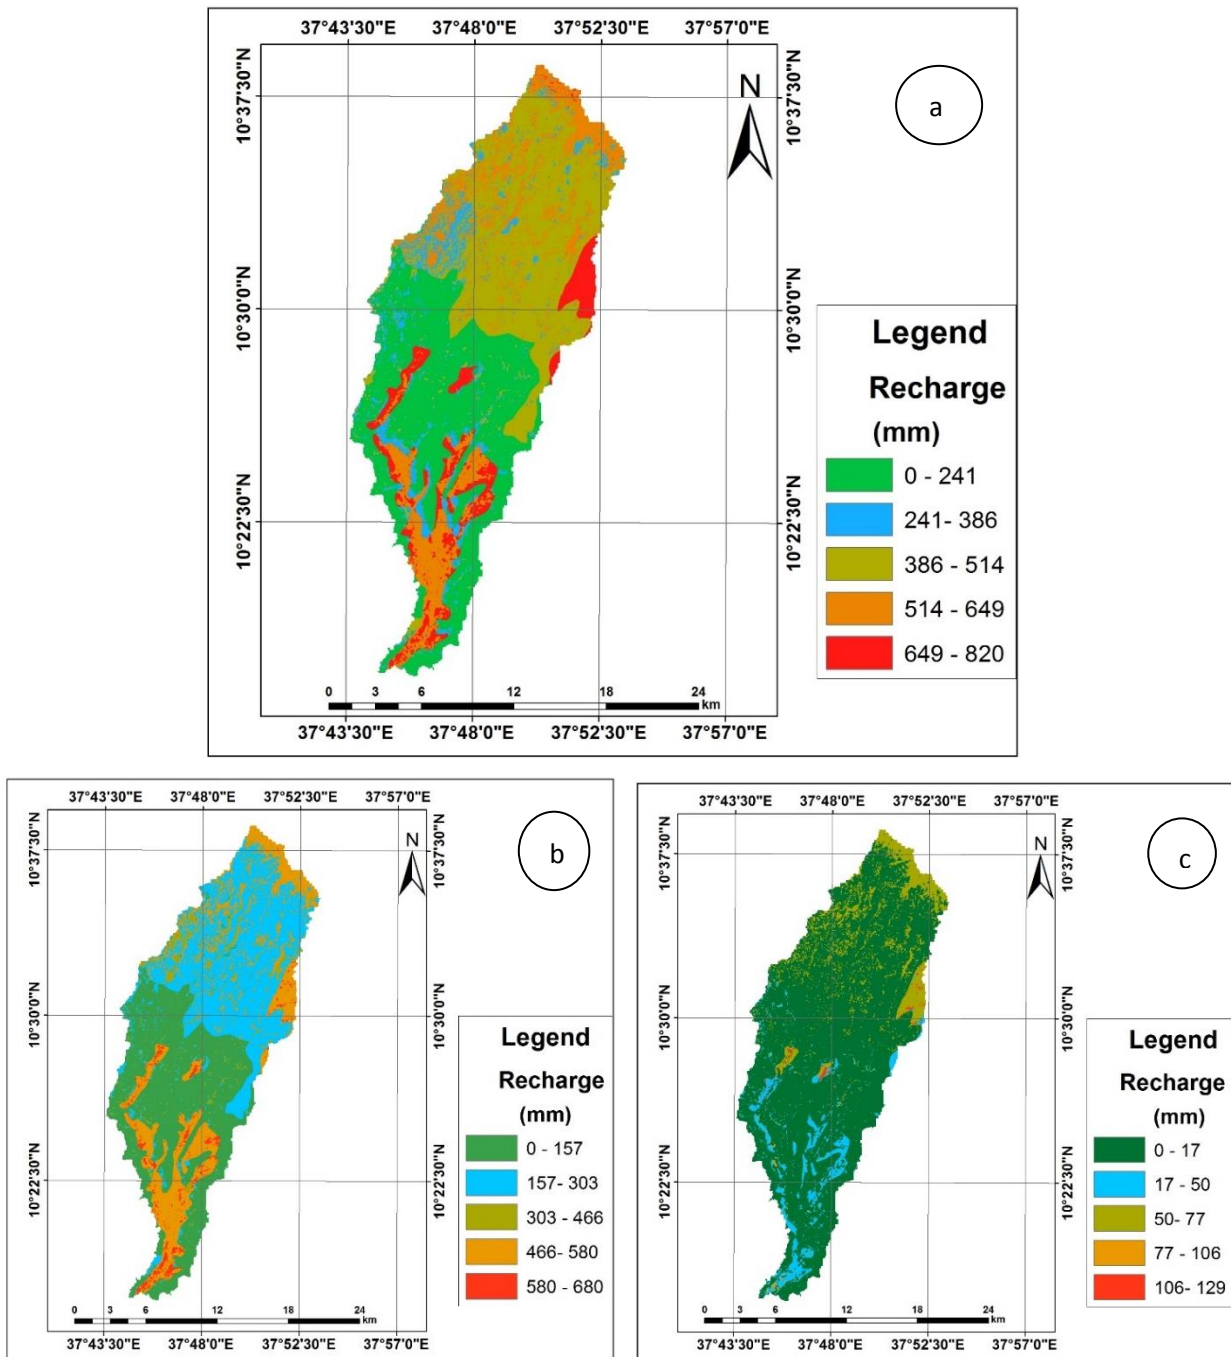 37°43'30"E 37°48'0"E 37°52'30"E 37°57'0"E
N
a
10°37'30"N 10°37'30"N
10°30'0"N 10°30'0"N
10°22'30"N 10°22'30"N
Legend
Recharge
(mm)
0 - 241
241- 386
386 - 514
514 - 649
649 - 820
0 3 6 12 18 24
km
37°43'30"E 37°48'0"E 37°52'30"E 37°57'0"E
37°43'30"E 37°48'0"E 37°52'30"E 37°57'0"E
N
b
10°37'30"N 10°37'30"N
10°30'0"N 10°30'0"N
10°22'30"N 10°22'30"N
Legend
Recharge
(mm)
0 - 157
157- 303
303 - 466
466- 580
580 - 680
0 3 6 12 18 24
km
37°43'30"E 37°48'0"E 37°52'30"E 37°57'0"E
37°43'30"E 37°48'0"E 37°52'30"E 37°57'0"E
N
c
10°37'30"N 10°37'30"N
10°30'0"N 10°30'0"N
10°22'30"N 10°22'30"N
Legend
Recharge
(mm)
0 - 17
17 - 50
50- 77
77 - 106
106- 129
0 3 6 12 18 24
km
37°43'30"E 37°48'0"E 37°52'30"E 37°57'0"E